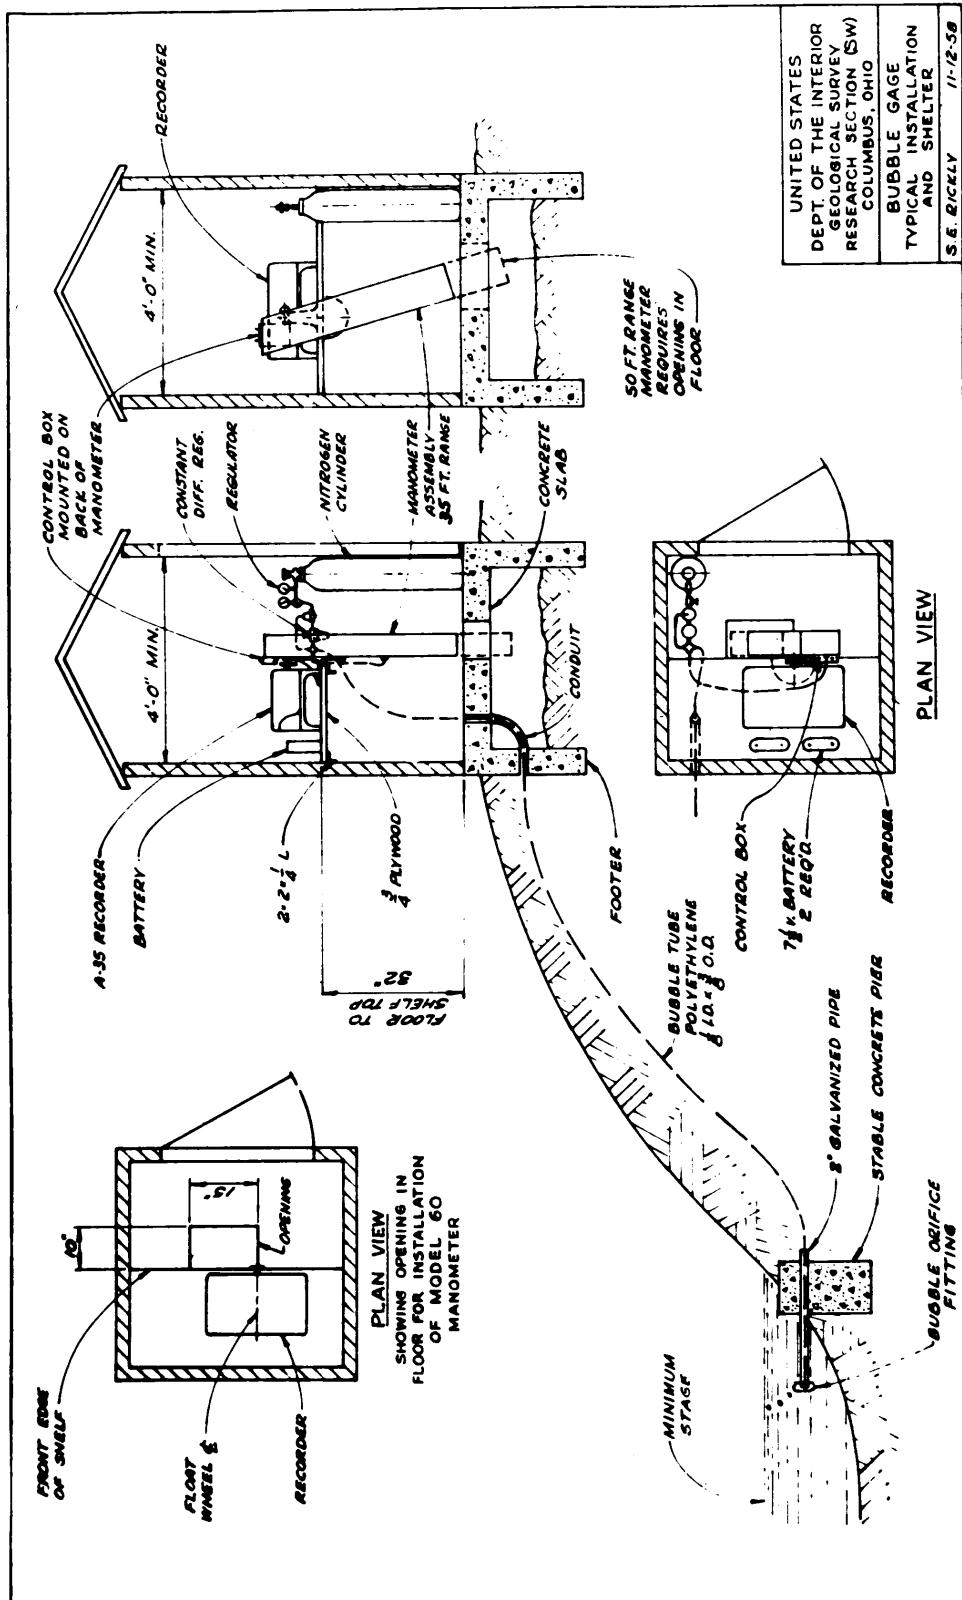 FRONT EDGE
OF SHELF
10"
15"
OPENING
FLOAT
WHEEL ℄
RECORDER
PLAN VIEW
SHOWING OPENING IN
FLOOR FOR INSTALLATION
OF MODEL 60
MANOMETER
A-35 RECORDER
BATTERY
2 × 2 × 1/4 L
3/4 PLYWOOD
FLOOR TO
SHELF TOP
32"
4'-0" MIN.
CONTROL BOX
MOUNTED ON
BACK OF
MANOMETER
CONSTANT
DIFF. REG.
REGULATOR
NITROGEN
CYLINDER
MANOMETER
ASSEMBLY
35 FT. RANGE
CONCRETE
SLAB
CONDUIT
FOOTER
4'-0" MIN.
RECORDER
50 FT. RANGE
MANOMETER
REQUIRES
OPENING IN
FLOOR
MINIMUM
STAGE
BUBBLE TUBE
POLYETHYLENE
1/8 I.D. × 3/8 O.D.
2" GALVANIZED PIPE
STABLE CONCRETE PIER
BUBBLE ORIFICE
FITTING
CONTROL BOX
7 1/2 V. BATTERY
2 REQ'D.
RECORDER
PLAN VIEW
UNITED STATES
DEPT. OF THE INTERIOR
GEOLOGICAL SURVEY
RESEARCH SECTION (SW)
COLUMBUS, OHIO
BUBBLE GAGE
TYPICAL INSTALLATION
AND SHELTER
S.E. RICKLY 11-12-58